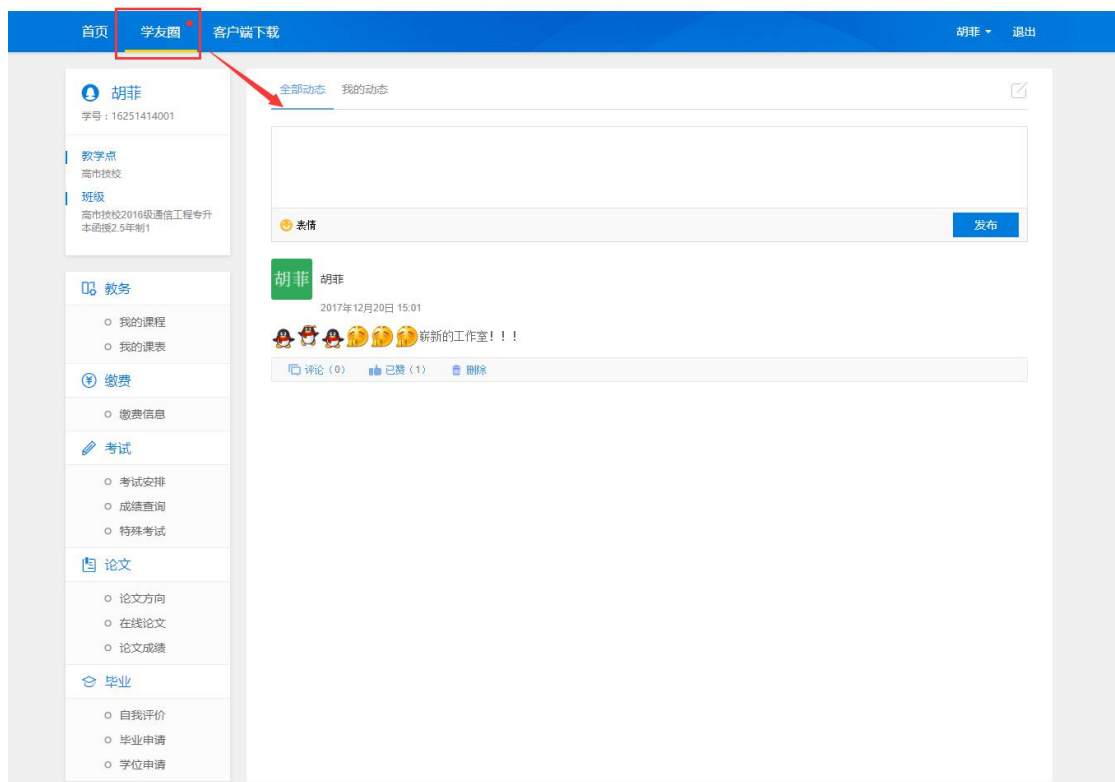 首页 学友圈 客户端下载 胡菲 退出
胡菲
学号：16251414001
教学点
高市技校
班级
高市技校2016级通信工程专升
本函授2.5年制1
教务
我的课程
我的课表
缴费
缴费信息
考试
考试安排
成绩查询
特殊考试
论文
论文方向
在线论文
论文成绩
毕业
自我评价
毕业申请
学位申请
全部动态 我的动态
表情 发布
胡菲 胡菲
2017年12月20日 15:01
崭新的工作室！！！
评论（0） 已赞（1） 删除